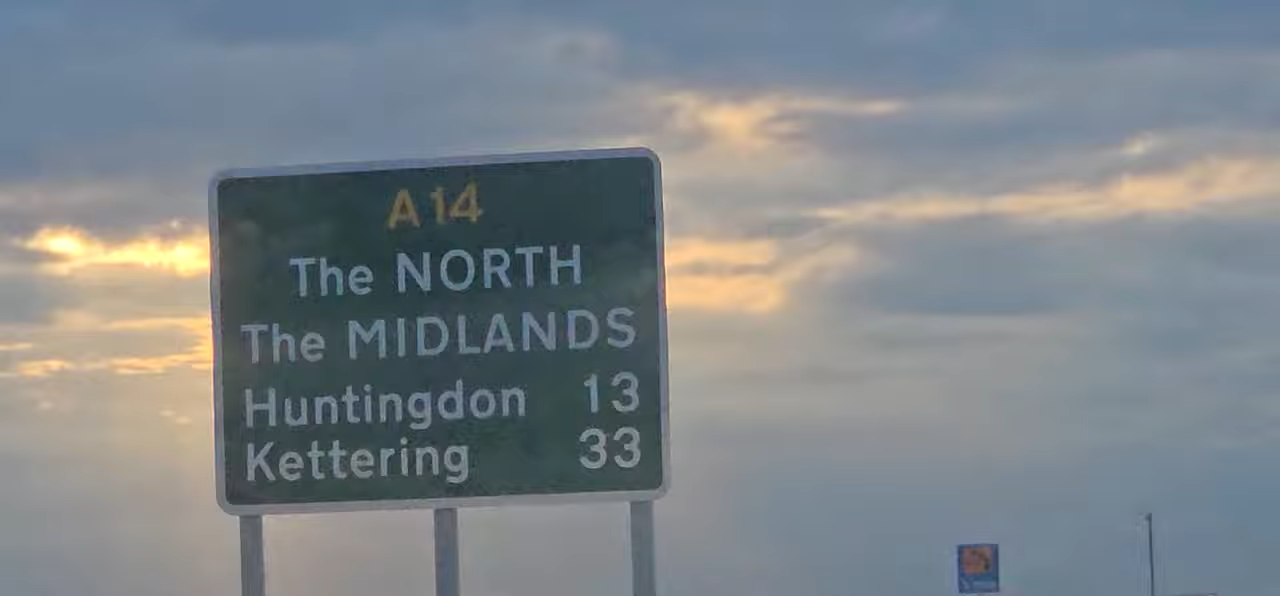 A14
The NORTH
The MIDLANDS
Huntingdon 13
Kettering 33